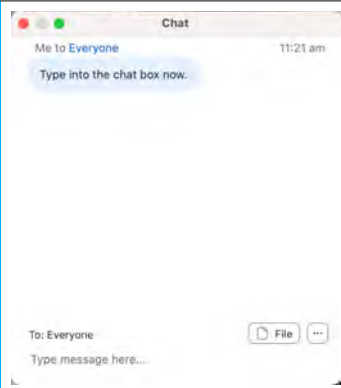 Chat
Me to Everyone 11:21 am
Type into the chat box now.
To: Everyone File ...
Type message here...